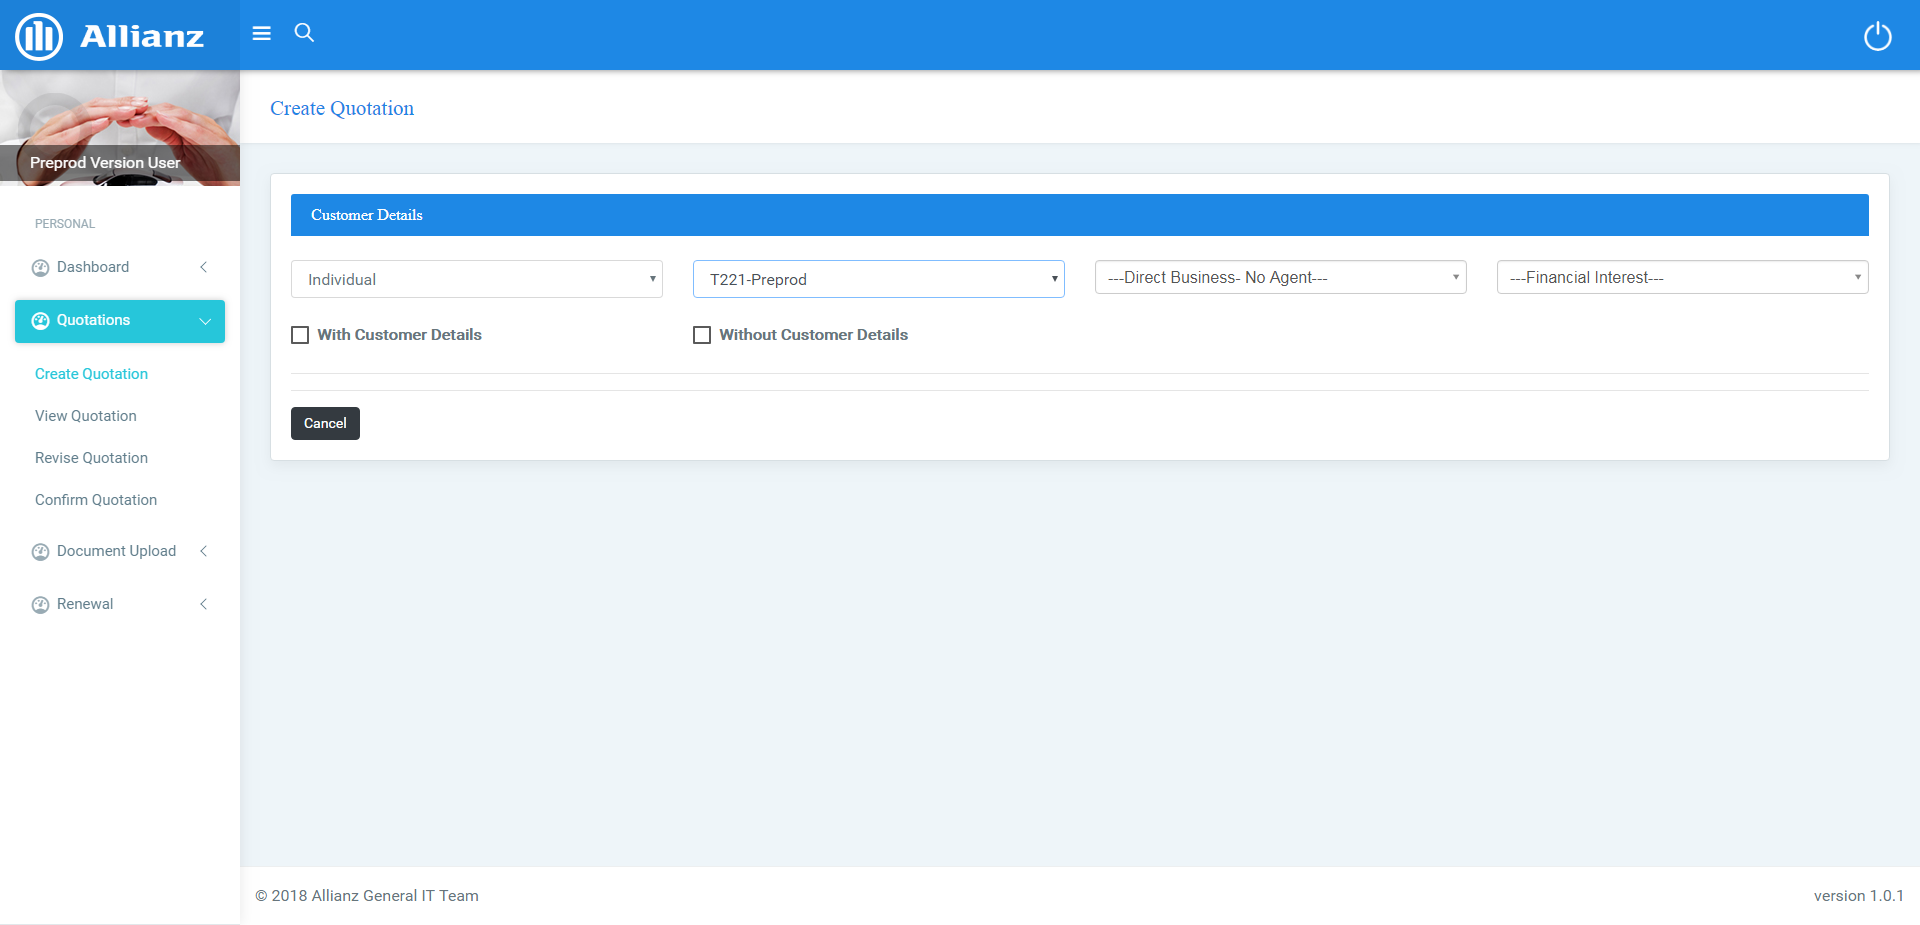 Allianz
Create Quotation
Preprod Version User
PERSONAL
Dashboard
Quotations
Create Quotation
View Quotation
Revise Quotation
Confirm Quotation
Document Upload
Renewal
Customer Details
Individual
T221-Preprod
---Direct Business- No Agent---
---Financial Interest---
With Customer Details
Without Customer Details
Cancel
© 2018 Allianz General IT Team
version 1.0.1